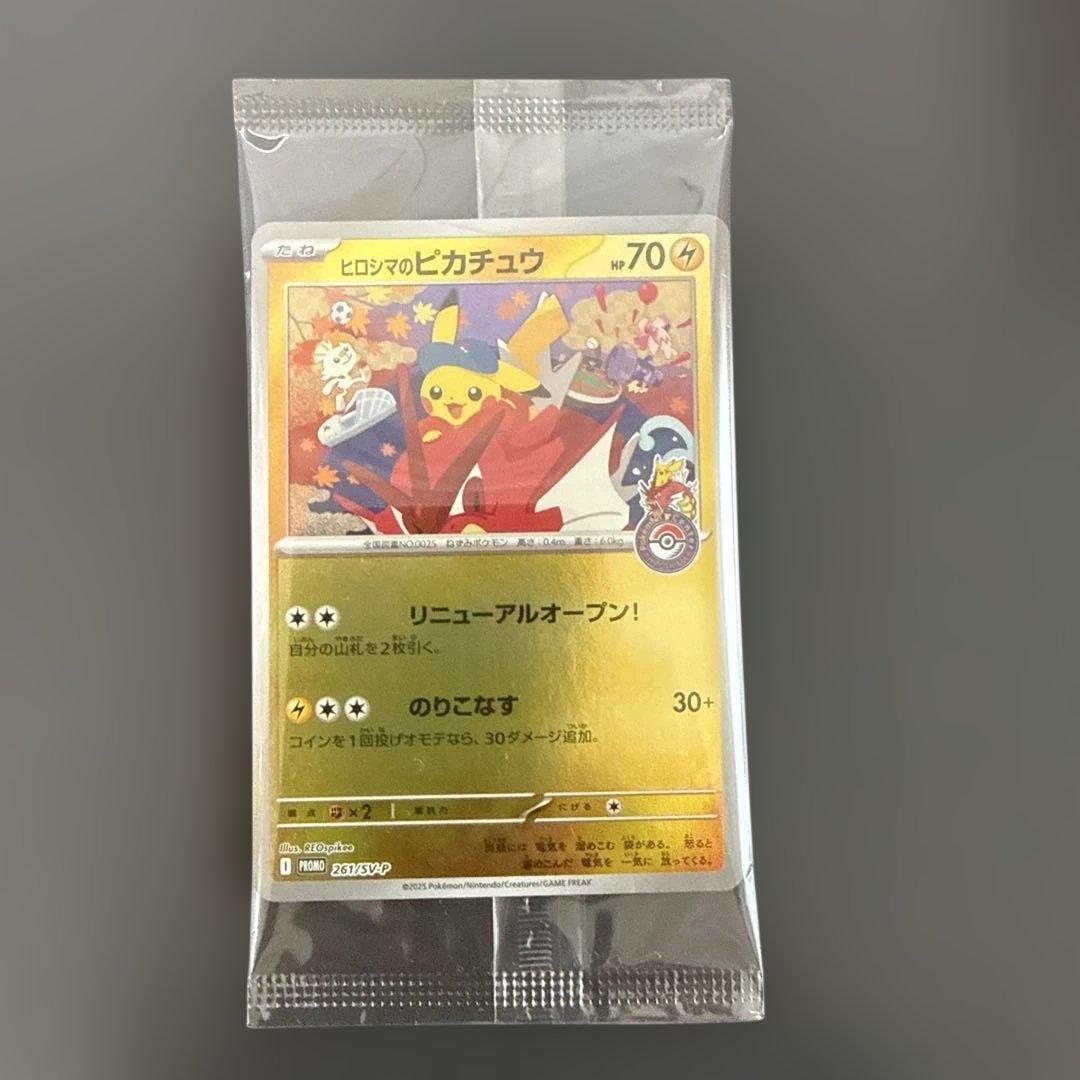 たね
ヒロシマのピカチュウ
HP 70
全国図鑑NO.0025 ねずみポケモン 高さ:0.4m 重さ:6.0kg
リニューアルオープン!
自分の山札を2枚引く。
のりこなす 30+
コインを1回投げオモテなら、30ダメージ追加。
弱点 ×2 抵抗力 にげる
Illus. REOspikee
I PROMO 261/SV-P
には 電気を 溜めこむ 袋がある。 怒ると
溜めこんだ 電気を 一気に 放ってくる。
©2025 Pokémon/Nintendo/Creatures/GAME FREAK